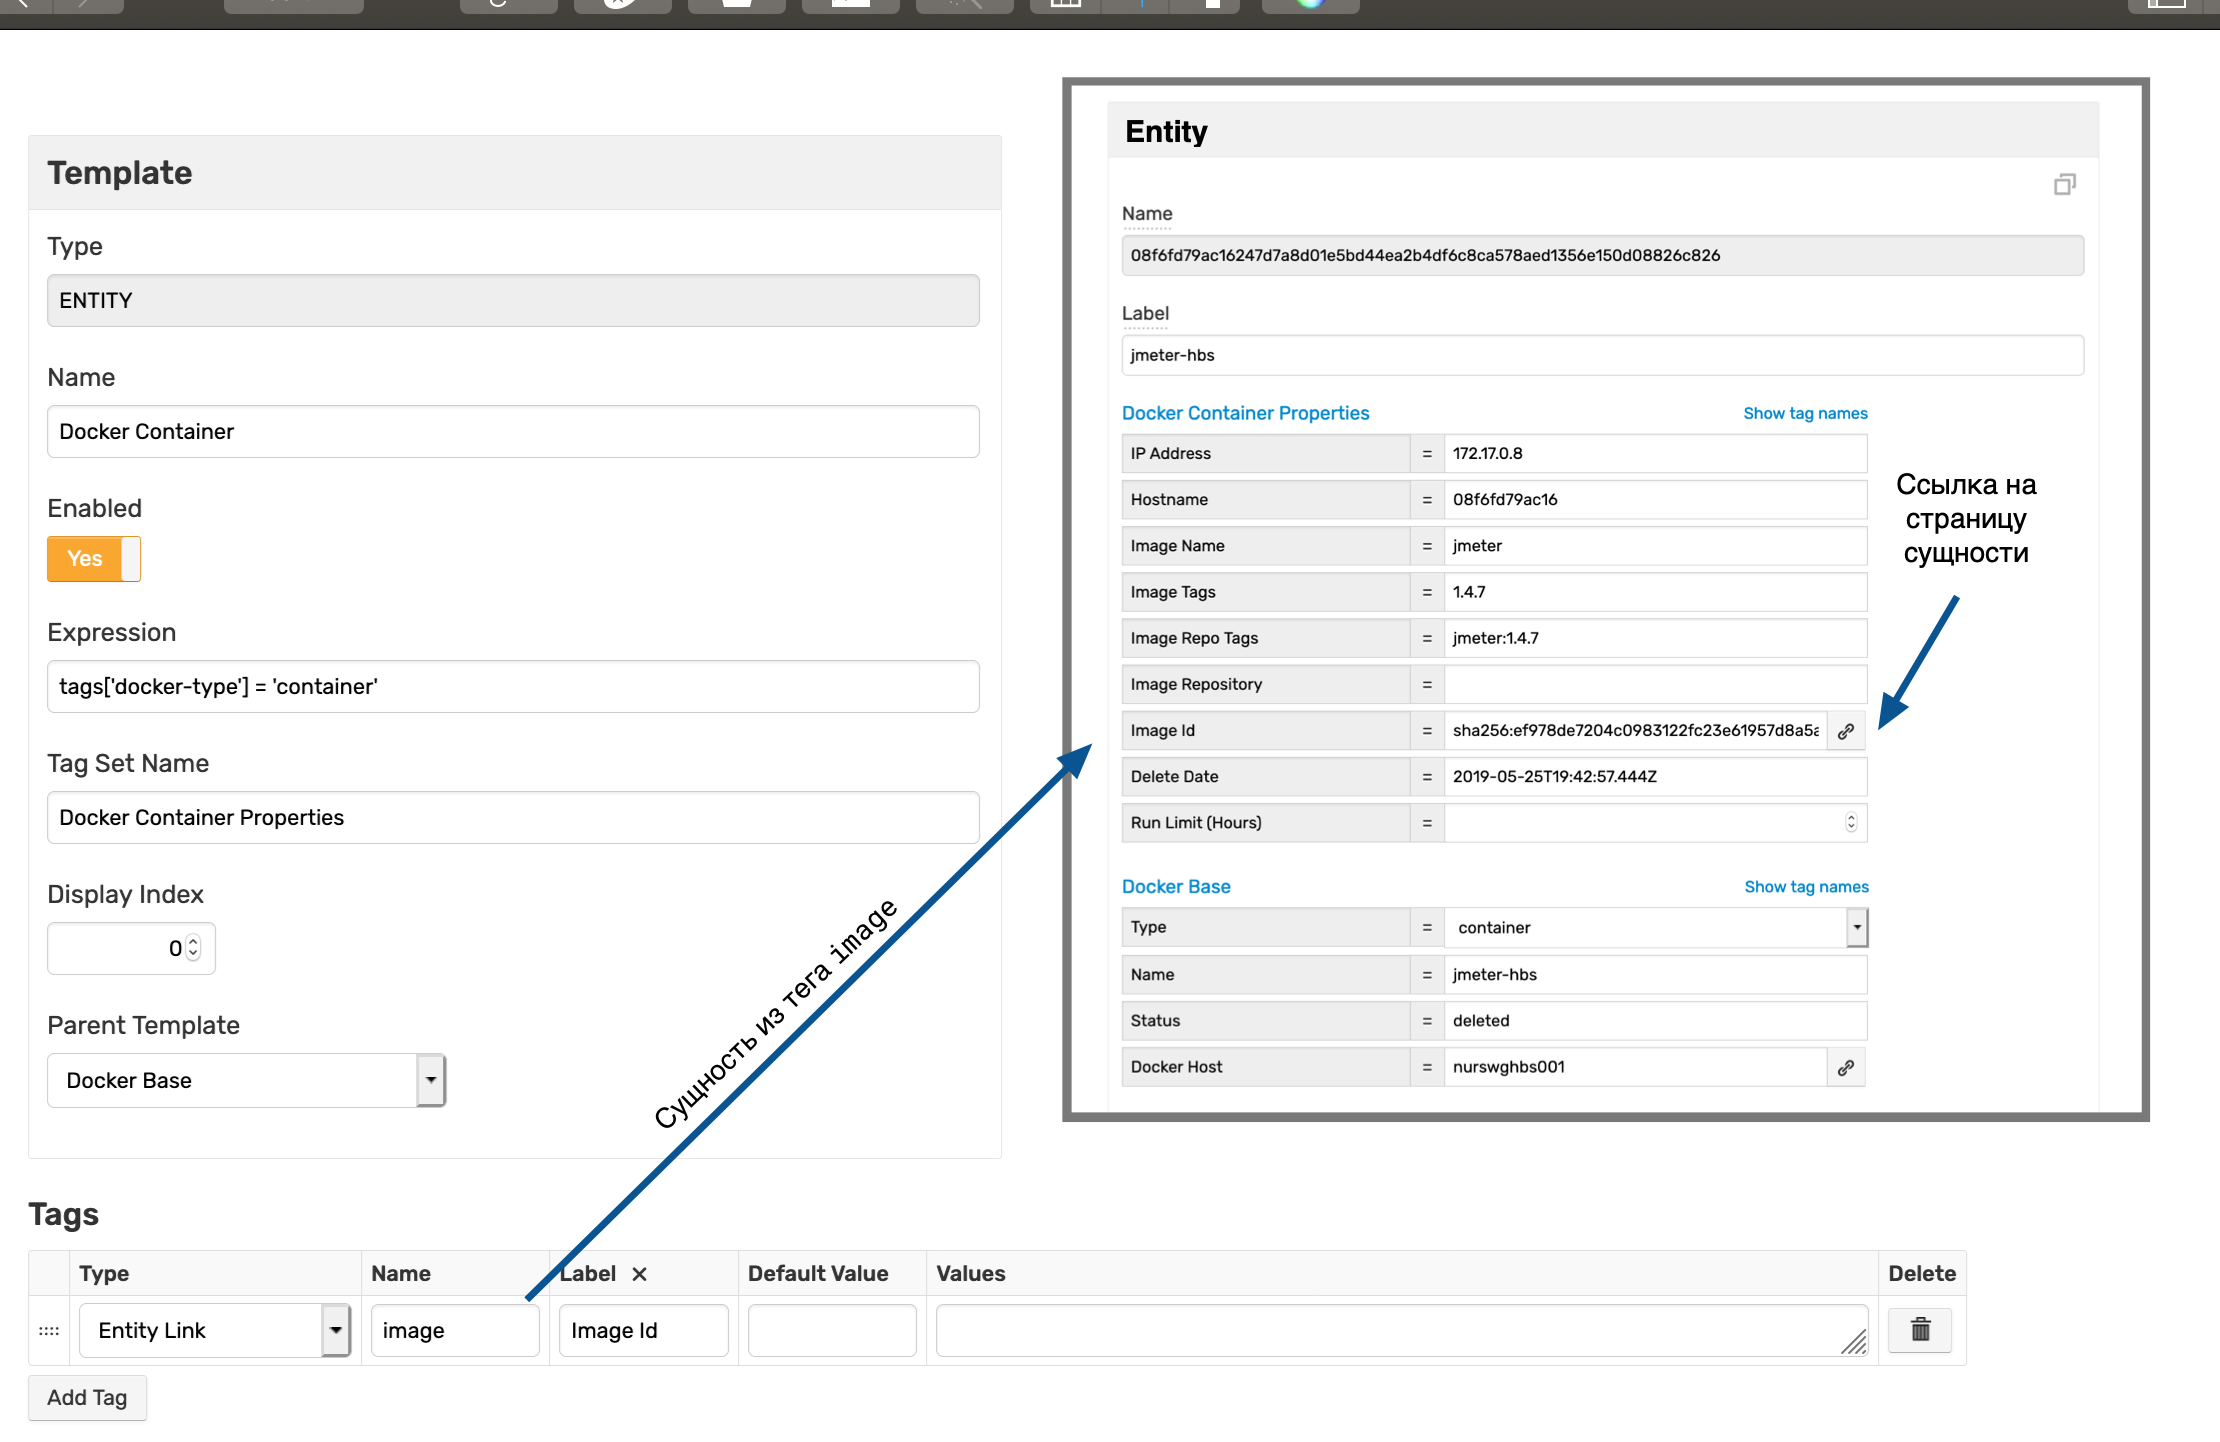 Template
Type
ENTITY
Name
Docker Container
Enabled
Yes
Expression
tags['docker-type'] = 'container'
Tag Set Name
Docker Container Properties
Display Index
0
Parent Template
Docker Base
Entity
Name
08f6fd79ac16247d7a8d01e5bd44ea2b4df6c8ca578aed1356e150d08826c826
Label
jmeter-hbs
Docker Container Properties Show tag names
IP Address = 172.17.0.8
Hostname = 08f6fd79ac16
Image Name = jmeter
Image Tags = 1.4.7
Image Repo Tags = jmeter:1.4.7
Image Repository =
Image Id = sha256:ef978de7204c0983122fc23e61957d8a5a
Delete Date = 2019-05-25T19:42:57.444Z
Run Limit (Hours) =
Docker Base Show tag names
Type = container
Name = jmeter-hbs
Status = deleted
Docker Host = nurswghbs001
Ссылка на
страницу
сущности
Сущность из тега image
Tags
Type Name Label Default Value Values Delete
Entity Link image Image Id
Add Tag